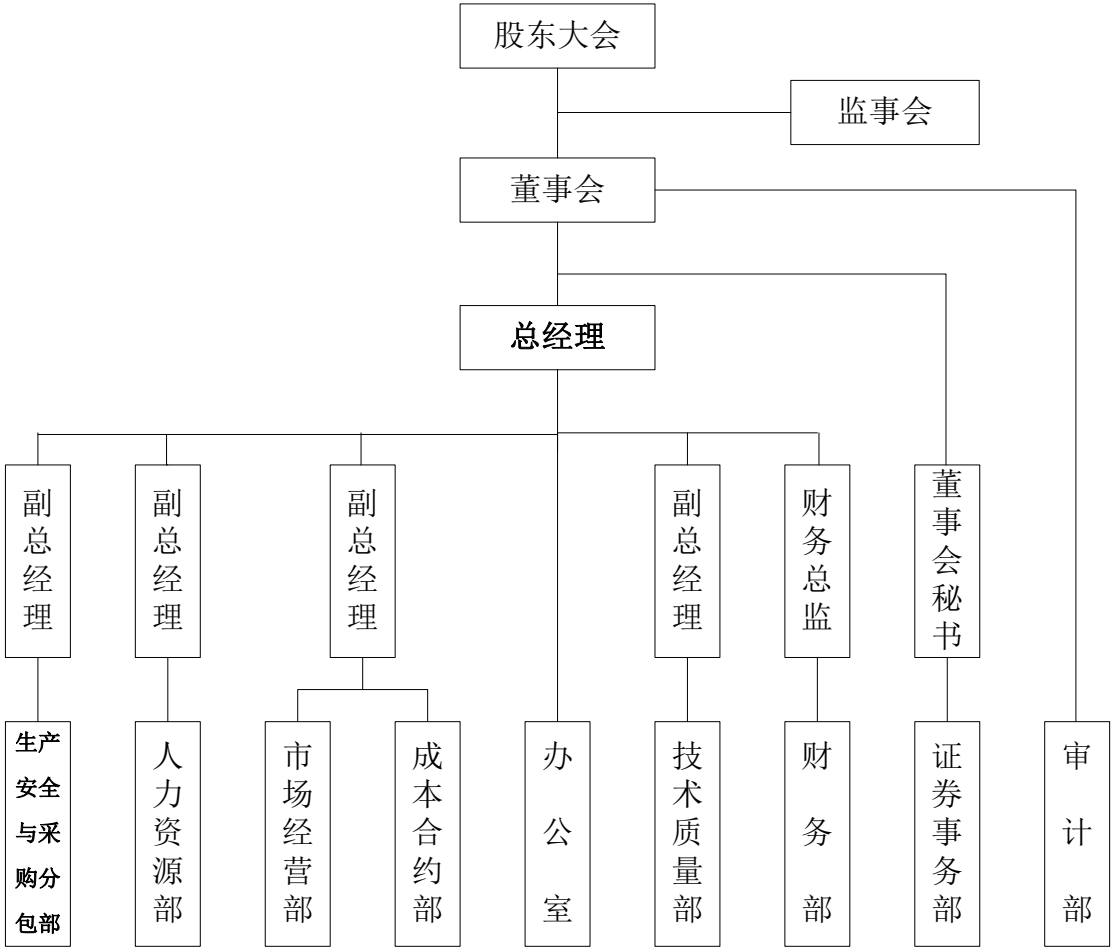 股东大会
监事会
董事会
总经理
副总经理
副总经理
副总经理
副总经理
财务总监
董事会秘书
生产
安全
与采
购分
包部
人力资源部
市场经营部
成本合约部
办公室
技术质量部
财务部
证券事务部
审计部